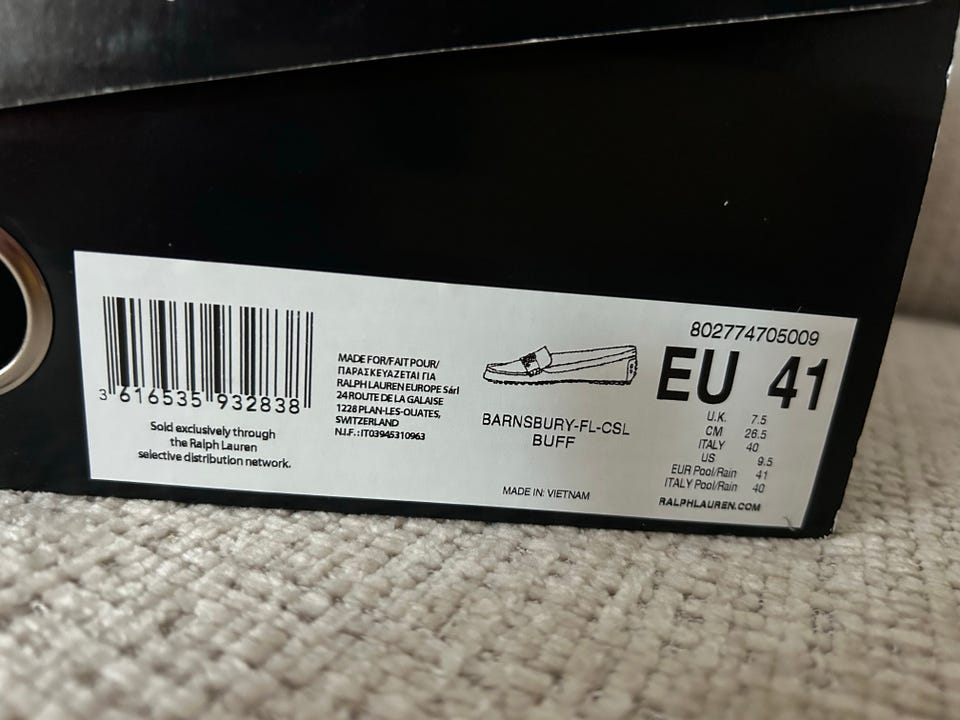 3 616535 932838
Sold exclusively through
the Ralph Lauren
selective distribution network.
MADE FOR/FAIT POUR/
ΠΑΡΑΣΚΕΥΑΖΕΤΑΙ ΓΙΑ
RALPH LAUREN EUROPE Sárl
24 ROUTE DE LA GALAISE
1228 PLAN-LES-OUATES,
SWITZERLAND
N.I.F.: IT03945310963
BARNSBURY-FL-CSL
BUFF
MADE IN: VIETNAM
802774705009
EU 41
U.K. 7.5
CM 26.5
ITALY 40
US 9.5
EUR Pool/Rain 41
ITALY Pool/Rain 40
RALPHLAUREN.COM